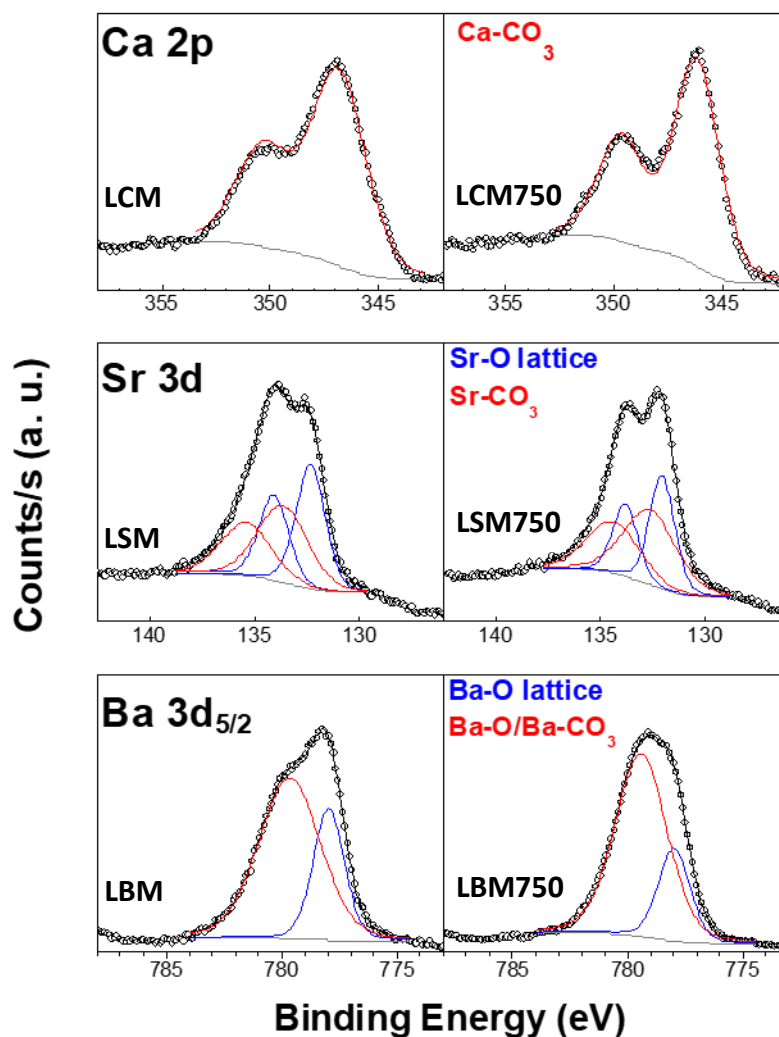 Ca 2p
Ca-CO3
LCM
LCM750
355 350 345
355 350 345
Sr 3d
Sr-O lattice
Sr-CO3
LSM
LSM750
140 135 130
140 135 130
Ba 3d5/2
Ba-O lattice
Ba-O/Ba-CO3
LBM
LBM750
785 780 775
785 780 775
Counts/s (a. u.)
Binding Energy (eV)